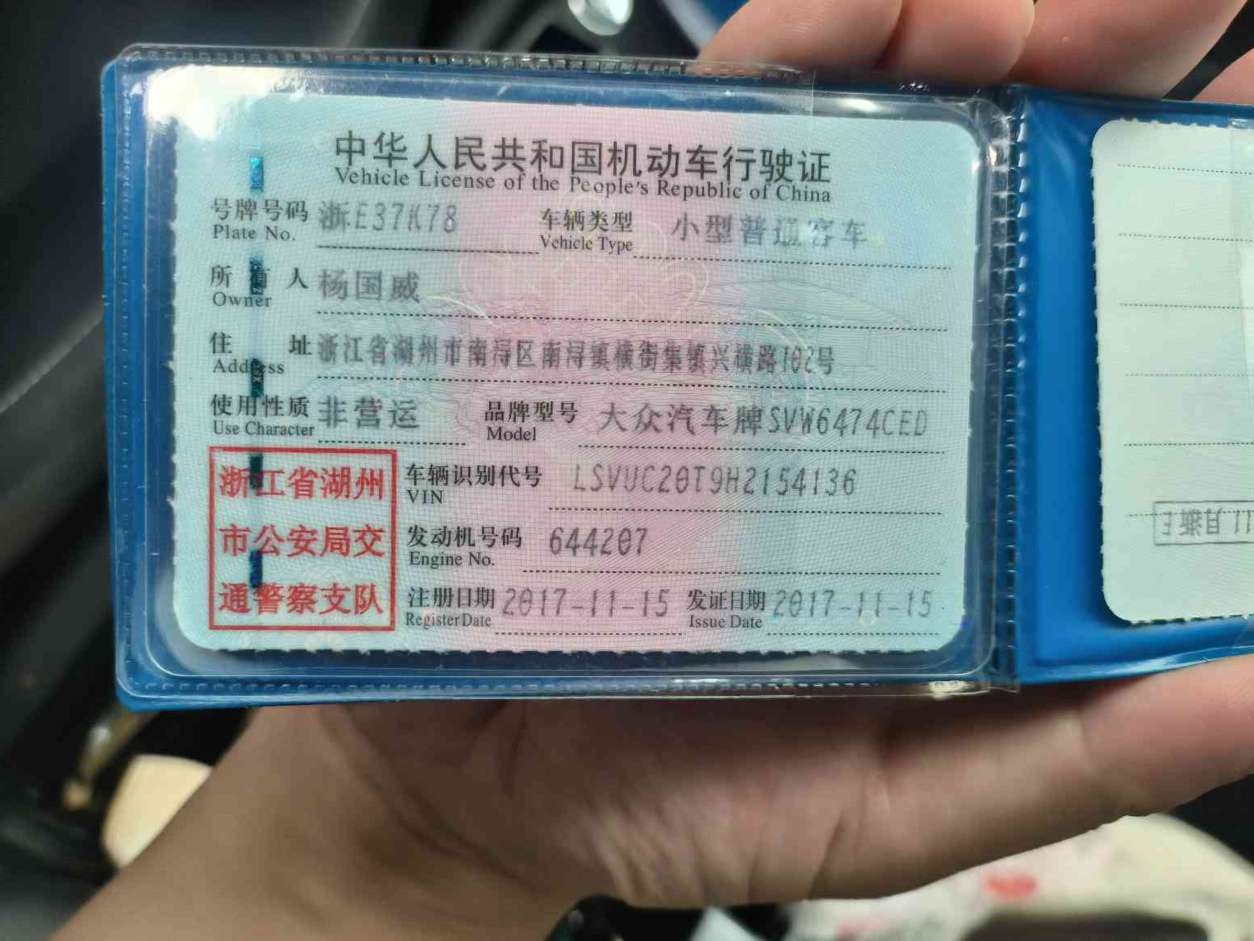 中华人民共和国机动车行驶证
Vehicle License of the People's Republic of China
号牌号码 浙E37K78 车辆类型 小型普通客车
Plate No. Vehicle Type
所有人 杨国威
Owner
住址 浙江省湖州市南浔区南浔镇横街集镇兴横路102号
Address
使用性质 非营运 品牌型号 大众汽车牌SVW6474CED
Use Character Model
浙江省湖州
市公安局交
通警察支队
车辆识别代号 LSVUC20T9H2154136
VIN
发动机号码 644207
Engine No.
注册日期 2017-11-15 发证日期 2017-11-15
Register Date Issue Date